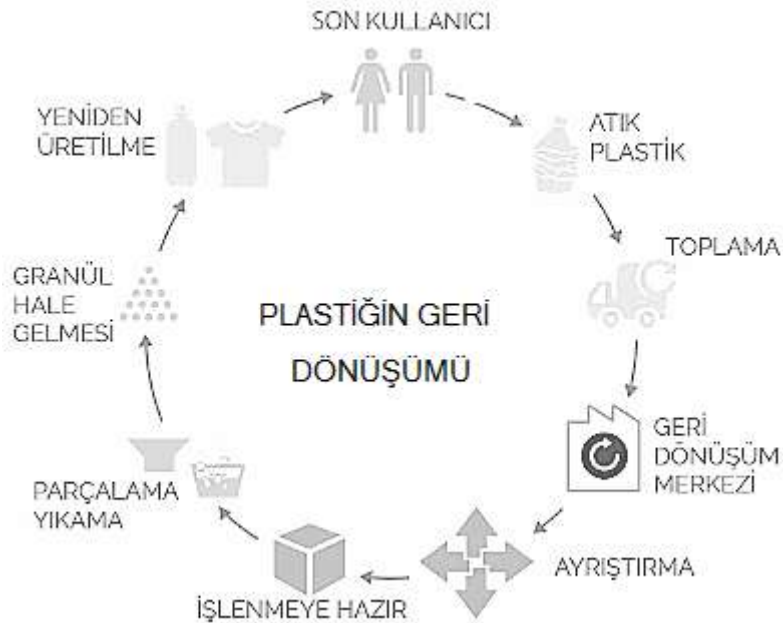 SON KULLANICI
ATIK
PLASTİK
TOPLAMA
GERİ
DÖNÜŞÜM
MERKEZİ
AYRIŞTIRMA
İŞLENMEYE HAZIR
PARÇALAMA
YIKAMA
GRANÜL
HALE
GELMESİ
YENİDEN
ÜRETİLME
PLASTİĞİN GERİ
DÖNÜŞÜMÜ